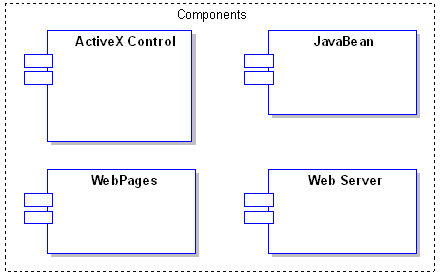 Components
ActiveX Control
JavaBean
WebPages
Web Server